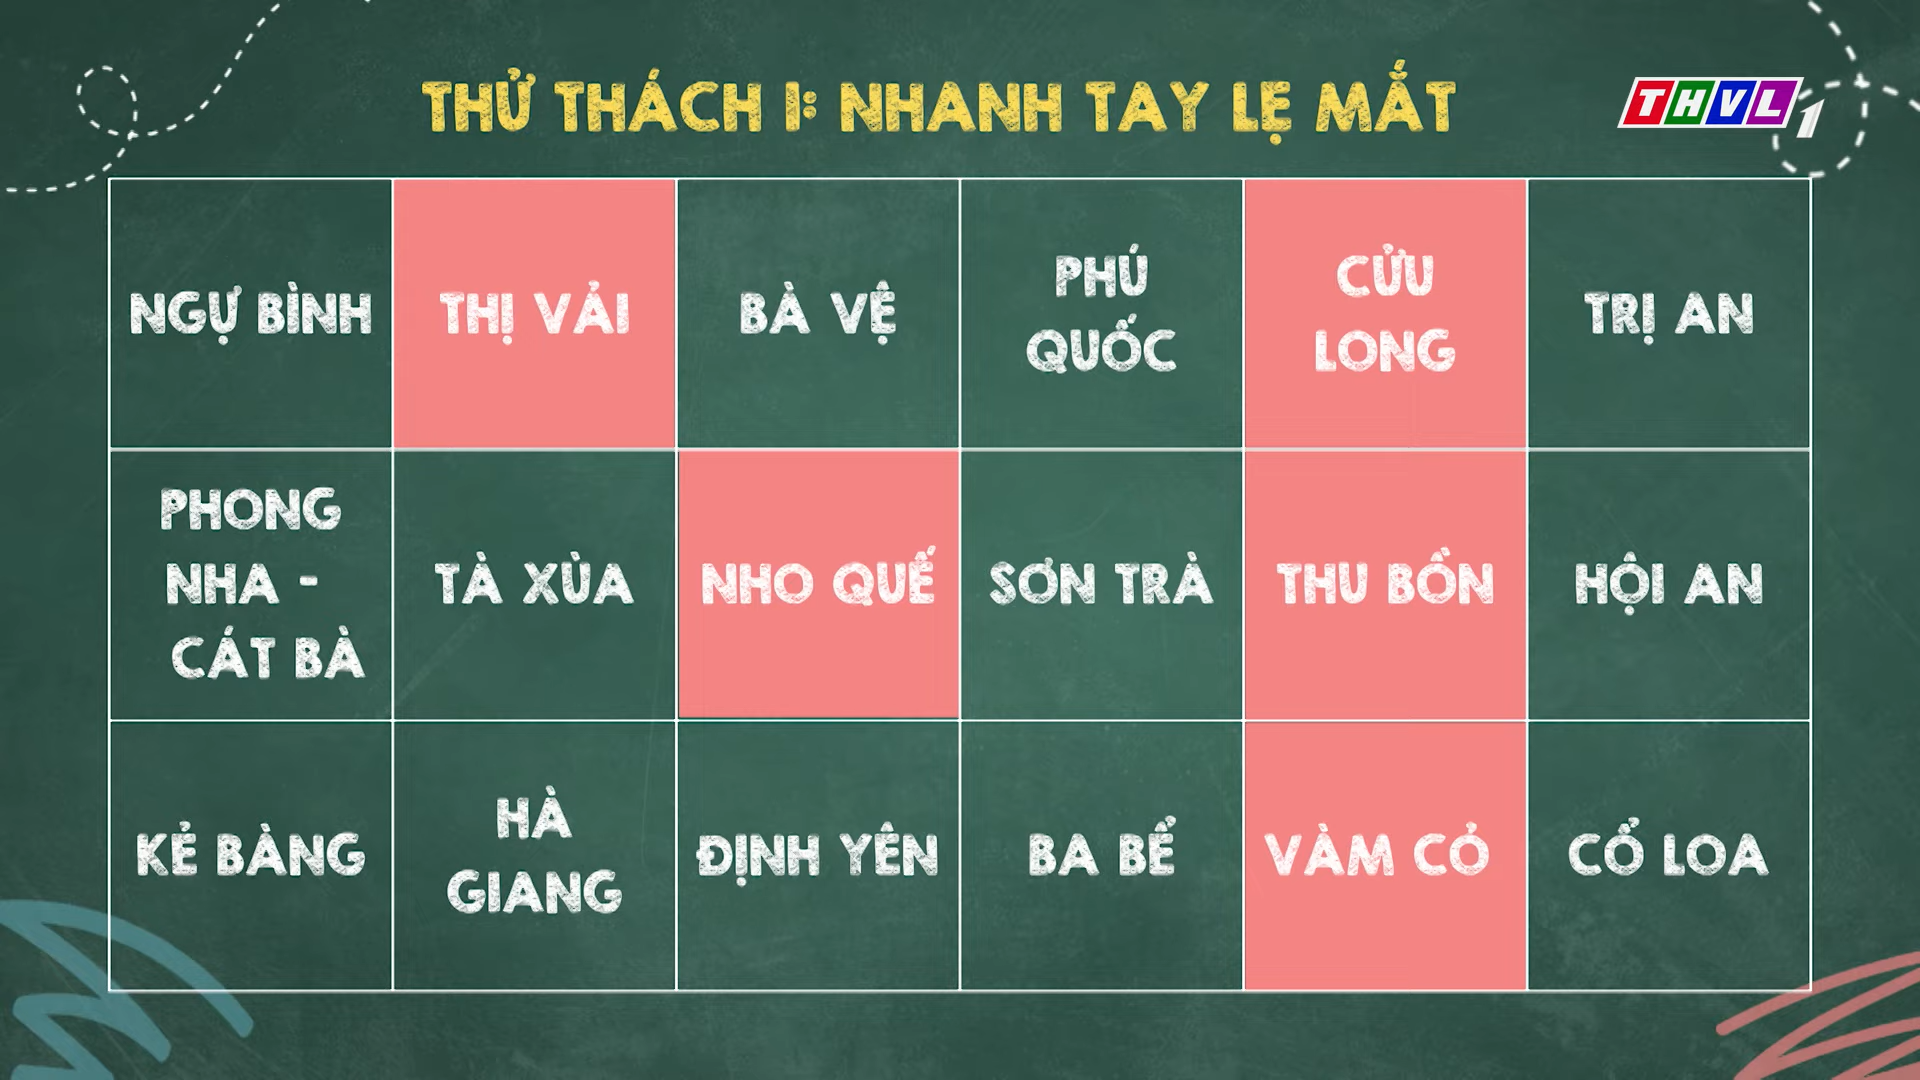 THỬ THÁCH 1: NHANH TAY LẸ MẮT
THVL1
NGỰ BÌNH
THỊ VẢI
BÀ VỆ
PHÚ
QUỐC
CỬU
LONG
TRỊ AN
PHONG
NHA -
CÁT BÀ
TÀ XÙA
NHO QUẾ
SƠN TRÀ
THU BỒN
HỘI AN
KẺ BÀNG
HÀ
GIANG
ĐỊNH YÊN
BA BỂ
VÀM CỎ
CỔ LOA